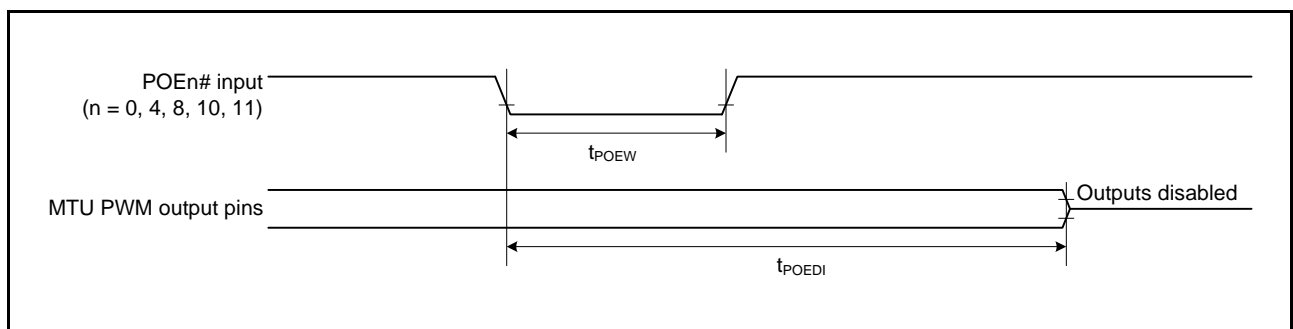 POEn# input
(n = 0, 4, 8, 10, 11)
tPOEW
MTU PWM output pins
Outputs disabled
tPOEDI